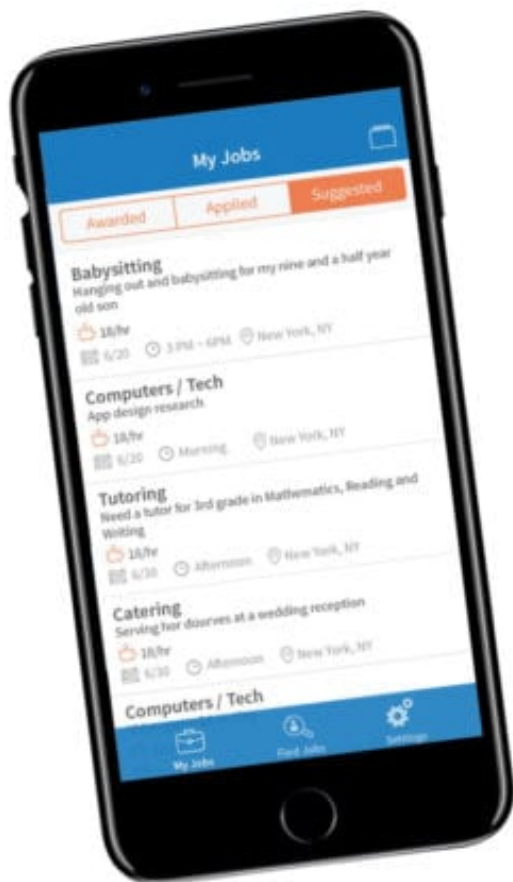 My Jobs
Awarded
Applied
Suggested
Babysitting
Hanging out and babysitting for my nine and a half year
old son
18/hr
6/20 3 PM - 6PM New York, NY
Computers / Tech
App design research
18/hr
6/20 Morning New York, NY
Tutoring
Need a tutor for 3rd grade in Mathematics, Reading and
Writing
18/hr
6/30 Afternoon New York, NY
Catering
Serving hor dourves at a wedding reception
18/hr
6/30 Afternoon New York, NY
Computers / Tech
My Jobs
Find Jobs
Settings